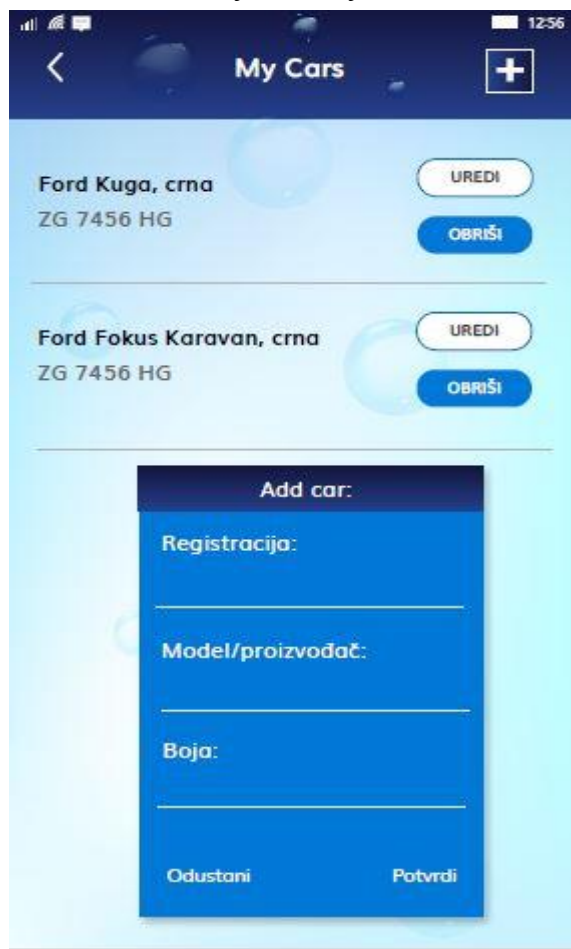 12:56
My Cars
Ford Kuga, crna
UREDI
ZG 7456 HG
OBRIŠI
Ford Fokus Karavan, crna
UREDI
ZG 7456 HG
OBRIŠI
Add car:
Registracija:
Model/proizvođač:
Boja:
Odustani Potvrdi